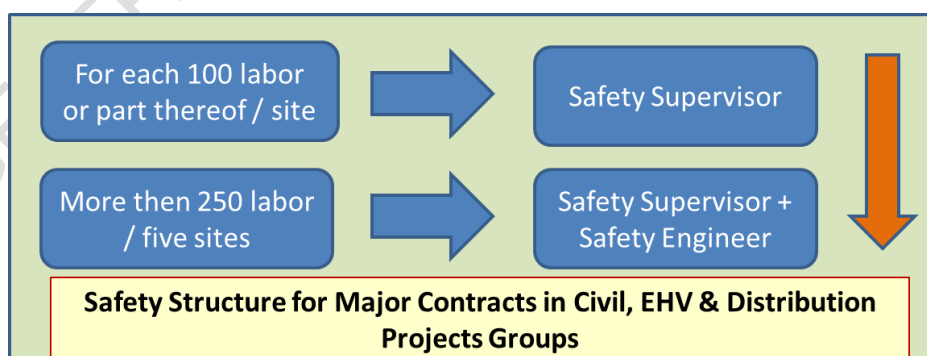 For each 100 labor
or part thereof / site
Safety Supervisor
More then 250 labor
/ five sites
Safety Supervisor +
Safety Engineer
Safety Structure for Major Contracts in Civil, EHV & Distribution
Projects Groups